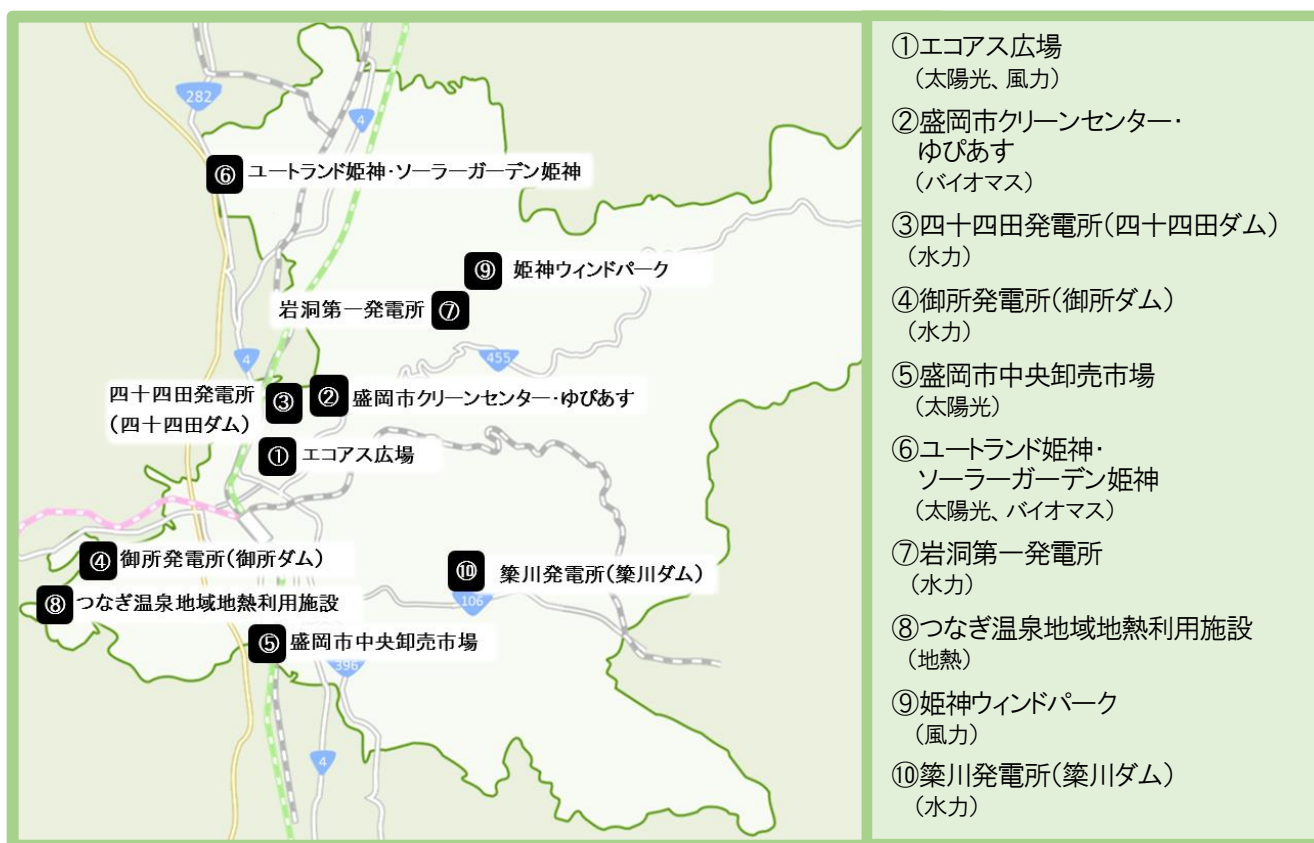 282
4
⑥ ユートランド姫神・ソーラーガーデン姫神
⑨ 姫神ウィンドパーク
岩洞第一発電所 ⑦
4
455
四十四田発電所
(四十四田ダム)
③
② 盛岡市クリーンセンター・ゆぴあす
① エコアス広場
④ 御所発電所(御所ダム)
⑩ 簗川発電所(簗川ダム)
106
⑧ つなぎ温泉地域地熱利用施設
⑤ 盛岡市中央卸売市場
396
4
①エコアス広場
(太陽光、風力)
②盛岡市クリーンセンター・
ゆぴあす
(バイオマス)
③四十四田発電所(四十四田ダム)
(水力)
④御所発電所(御所ダム)
(水力)
⑤盛岡市中央卸売市場
(太陽光)
⑥ユートランド姫神・
ソーラーガーデン姫神
(太陽光、バイオマス)
⑦岩洞第一発電所
(水力)
⑧つなぎ温泉地域地熱利用施設
(地熱)
⑨姫神ウィンドパーク
(風力)
⑩簗川発電所(簗川ダム)
(水力)